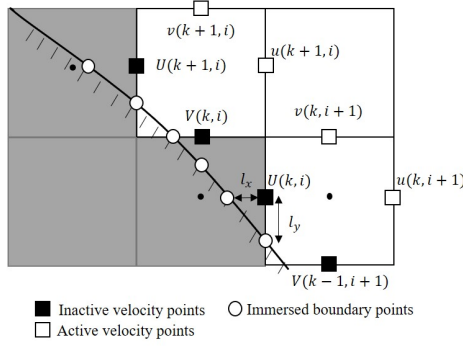 v(k+1,i)
U(k+1,i)
u(k+1,i)
V(k,i)
v(k,i+1)
l_x
U(k,i)
u(k,i+1)
l_y
V(k−1,i+1)
Inactive velocity points
Immersed boundary points
Active velocity points